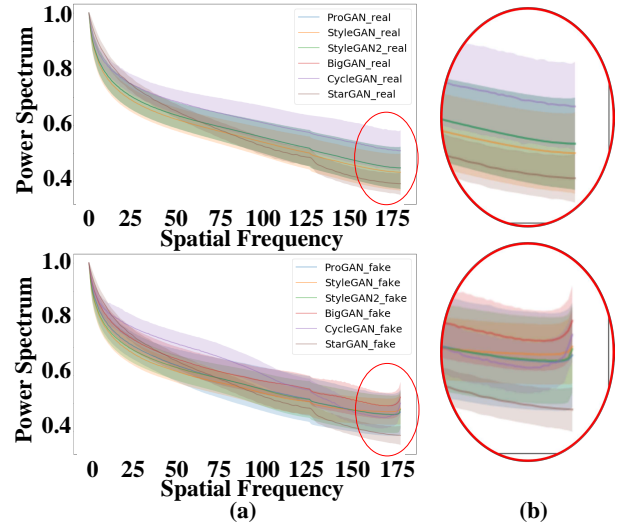 Power Spectrum
1.0
0.8
0.6
0.4
ProGAN_real
StyleGAN_real
StyleGAN2_real
BigGAN_real
CycleGAN_real
StarGAN_real
0 25 50 75 100 125 150 175
Spatial Frequency
Power Spectrum
1.0
0.8
0.6
0.4
ProGAN_fake
StyleGAN_fake
StyleGAN2_fake
BigGAN_fake
CycleGAN_fake
StarGAN_fake
0 25 50 75 100 125 150 175
Spatial Frequency
(a) (b)